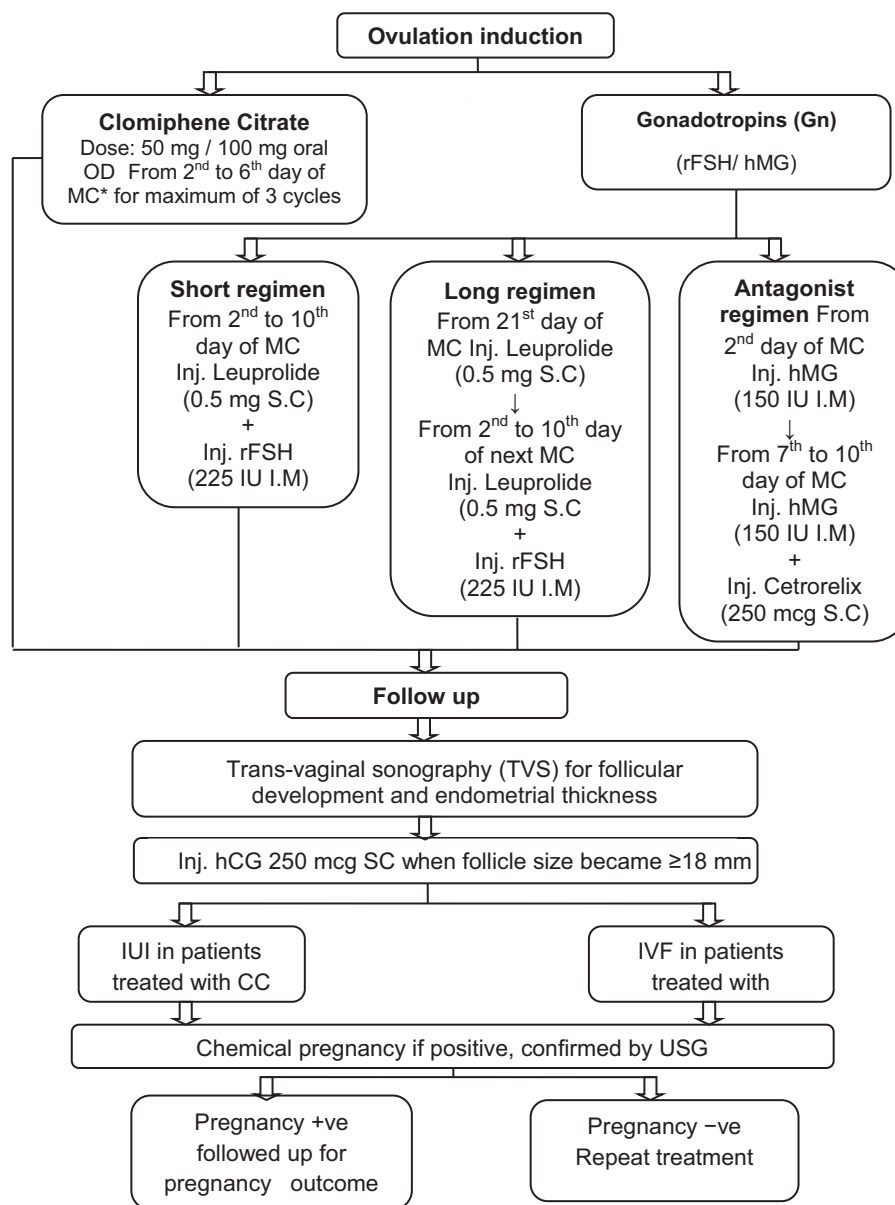 Ovulation induction
Clomiphene Citrate
Dose: 50 mg / 100 mg oral
OD From 2nd to 6th day of
MC* for maximum of 3 cycles
Gonadotropins (Gn)
(rFSH/ hMG)
Short regimen
From 2nd to 10th
day of MC
Inj. Leuprolide
(0.5 mg S.C)
+
Inj. rFSH
(225 IU I.M)
Long regimen
From 21st day of
MC Inj. Leuprolide
(0.5 mg S.C)
↓
From 2nd to 10th day
of next MC
Inj. Leuprolide
(0.5 mg S.C
+
Inj. rFSH
(225 IU I.M)
Antagonist
regimen From
2nd day of MC
Inj. hMG
(150 IU I.M)
↓
From 7th to 10th
day of MC
Inj. hMG
(150 IU I.M)
+
Inj. Cetrorelix
(250 mcg S.C)
Follow up
Trans-vaginal sonography (TVS) for follicular
development and endometrial thickness
Inj. hCG 250 mcg SC when follicle size became ≥18 mm
IUI in patients
treated with CC
IVF in patients
treated with
Chemical pregnancy if positive, confirmed by USG
Pregnancy +ve
followed up for
pregnancy outcome
Pregnancy −ve
Repeat treatment